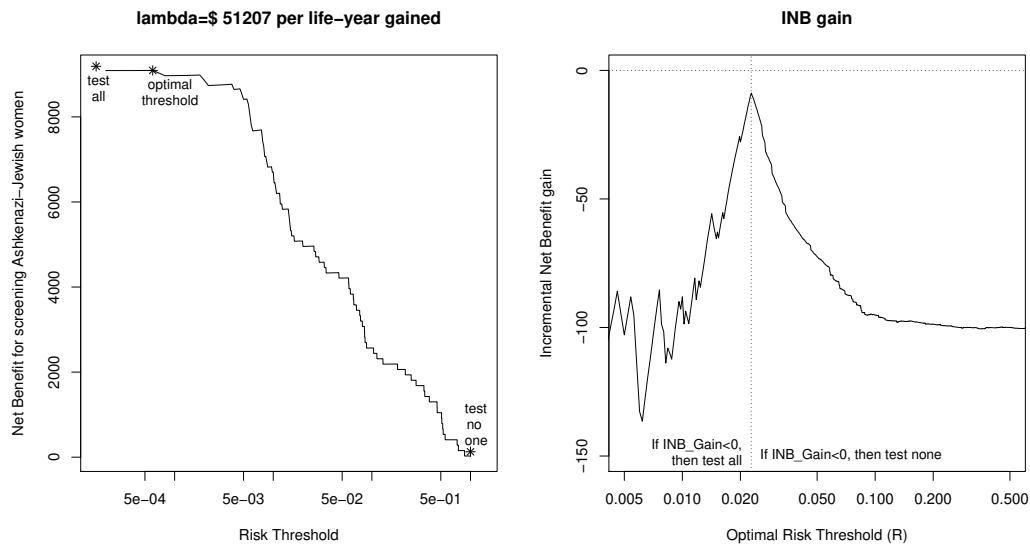 lambda=$ 51207 per life−year gained
Net Benefit for screening Ashkenazi−Jewish women
8000
6000
4000
2000
0
test
all
optimal
threshold
test
no
one
5e−04
5e−03
5e−02
5e−01
Risk Threshold
INB gain
Incremental Net Benefit gain
0
−50
−100
−150
If INB_Gain<0,
then test all
If INB_Gain<0, then test none
0.005
0.010
0.020
0.050
0.100
0.200
0.500
Optimal Risk Threshold (R)